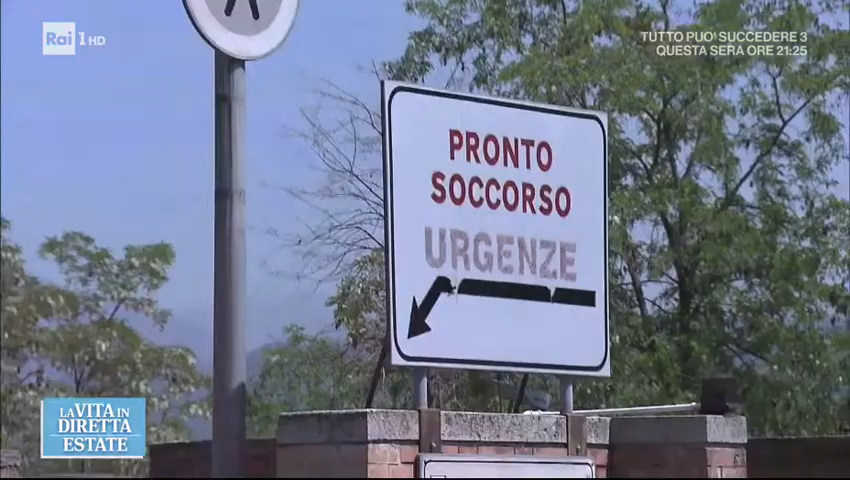 Rai 1 HD
TUTTO PUO' SUCCEDERE 3
QUESTA SERA ORE 21:25
PRONTO
SOCCORSO
URGENZE
LA VITA IN
DIRETTA
ESTATE